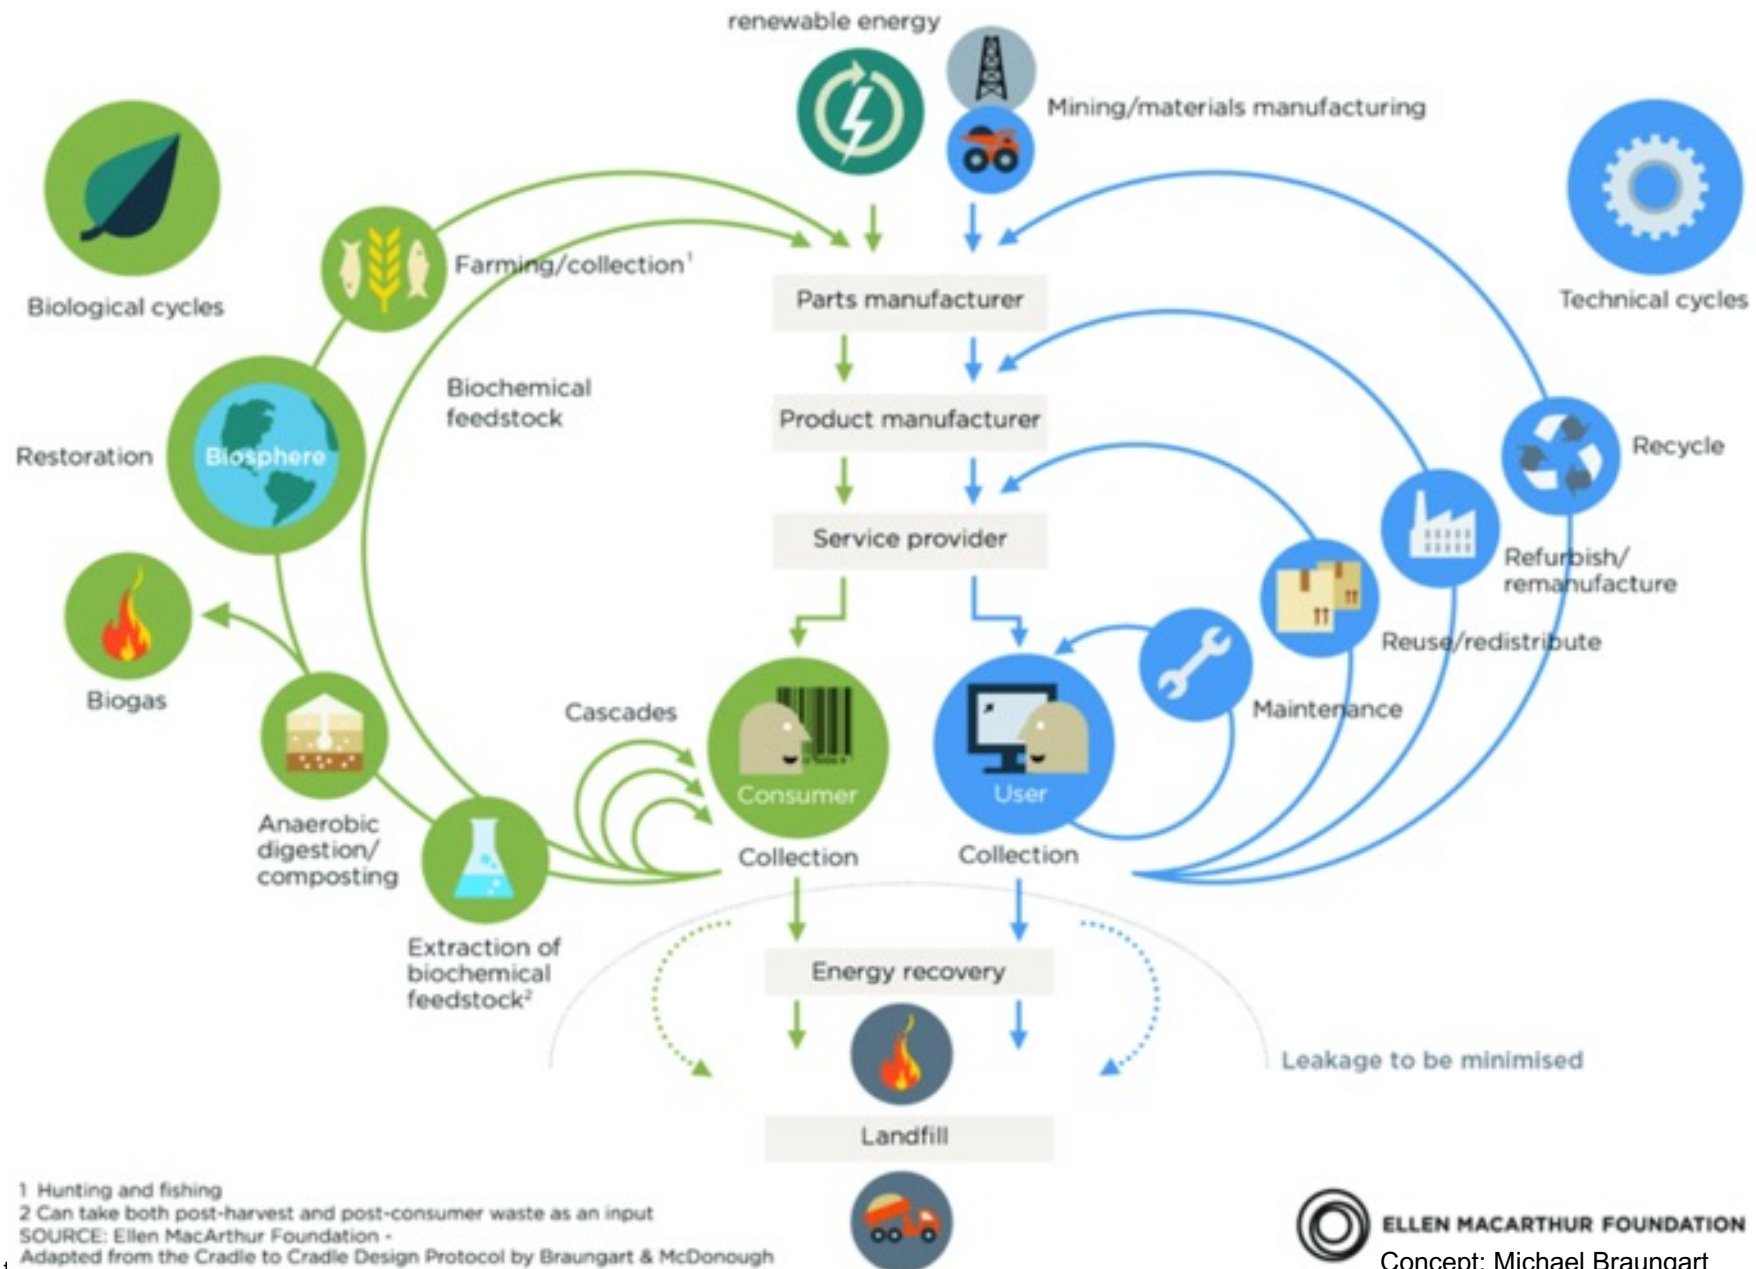 renewable energy
Mining/materials manufacturing
Biological cycles
Technical cycles
Farming/collection¹
Parts manufacturer
Biochemical
feedstock
Product manufacturer
Restoration
Biosphere
Recycle
Service provider
Refurbish/
remanufacture
Reuse/redistribute
Biogas
Cascades
Maintenance
Consumer
User
Anaerobic
digestion/
composting
Collection
Collection
Extraction of
biochemical
feedstock²
Energy recovery
Leakage to be minimised
Landfill
1 Hunting and fishing
2 Can take both post-harvest and post-consumer waste as an input
SOURCE: Ellen MacArthur Foundation -
Adapted from the Cradle to Cradle Design Protocol by Braungart & McDonough
ELLEN MACARTHUR FOUNDATION
Concept: Michael Braungart